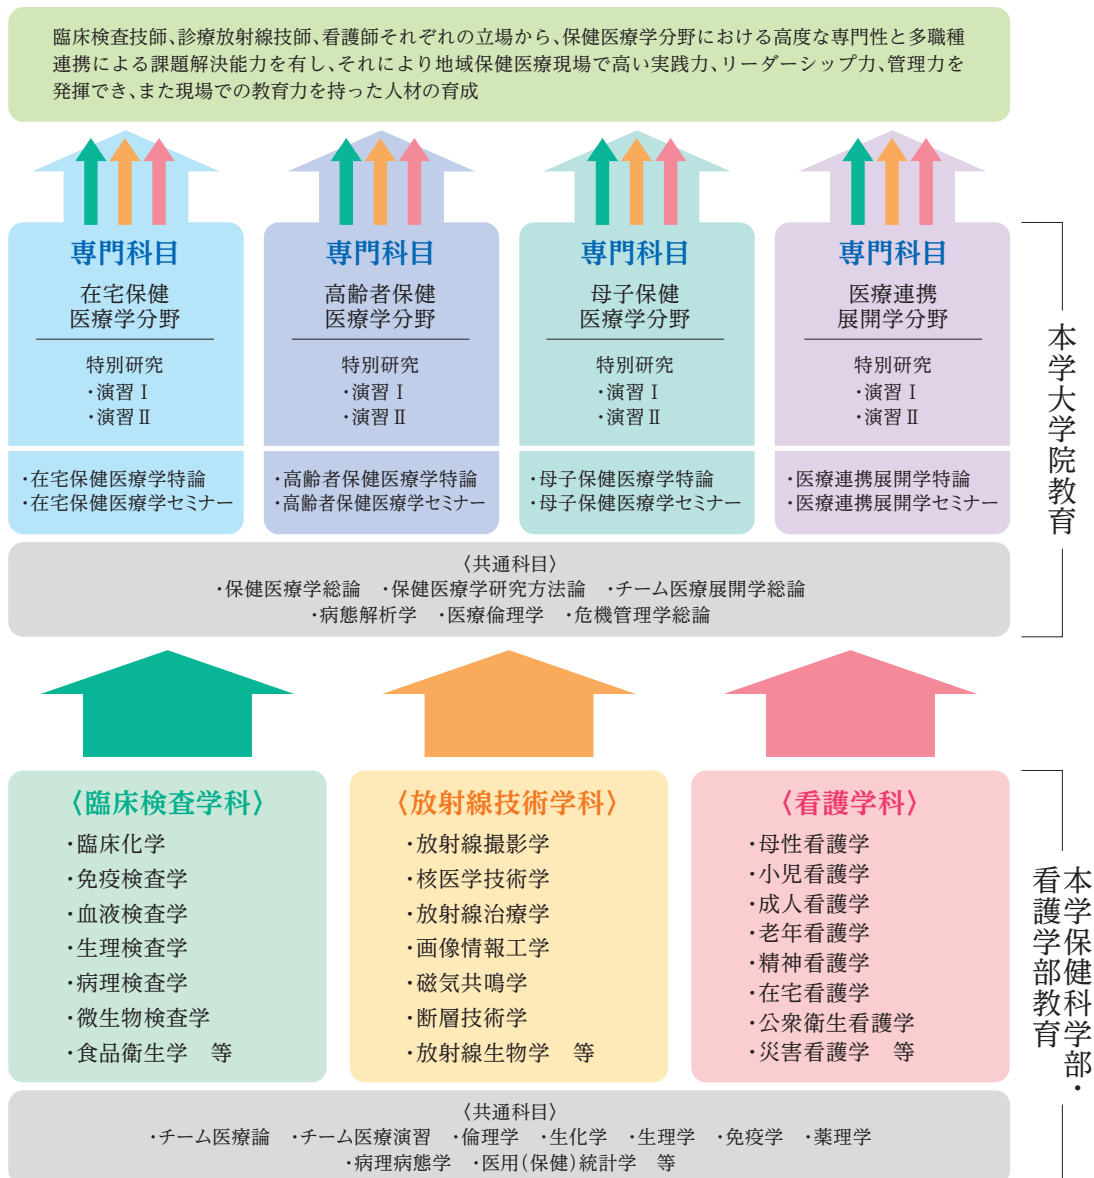 臨床検査技師、診療放射線技師、看護師それぞれの立場から、保健医療学分野における高度な専門性と多職種
連携による課題解決能力を有し、それにより地域保健医療現場で高い実践力、リーダーシップ力、管理力を
発揮でき、また現場での教育力を持った人材の育成
専門科目
在宅保健
医療学分野
特別研究
・演習Ⅰ
・演習Ⅱ
・在宅保健医療学特論
・在宅保健医療学セミナー
専門科目
高齢者保健
医療学分野
特別研究
・演習Ⅰ
・演習Ⅱ
・高齢者保健医療学特論
・高齢者保健医療学セミナー
専門科目
母子保健
医療学分野
特別研究
・演習Ⅰ
・演習Ⅱ
・母子保健医療学特論
・母子保健医療学セミナー
専門科目
医療連携
展開学分野
特別研究
・演習Ⅰ
・演習Ⅱ
・医療連携展開学特論
・医療連携展開学セミナー
〈共通科目〉
・保健医療学総論 ・保健医療学研究方法論 ・チーム医療展開学総論
・病態解析学 ・医療倫理学 ・危機管理学総論
本学大学院教育
〈臨床検査学科〉
・臨床化学
・免疫検査学
・血液検査学
・生理検査学
・病理検査学
・微生物検査学
・食品衛生学 等
〈放射線技術学科〉
・放射線撮影学
・核医学技術学
・放射線治療学
・画像情報工学
・磁気共鳴学
・断層技術学
・放射線生物学 等
〈看護学科〉
・母性看護学
・小児看護学
・成人看護学
・老年看護学
・精神看護学
・在宅看護学
・公衆衛生看護学
・災害看護学 等
〈共通科目〉
・チーム医療論 ・チーム医療演習 ・倫理学 ・生化学 ・生理学 ・免疫学 ・薬理学
・病理病態学 ・医用(保健)統計学 等
本学保健科学部・
看護学部教育